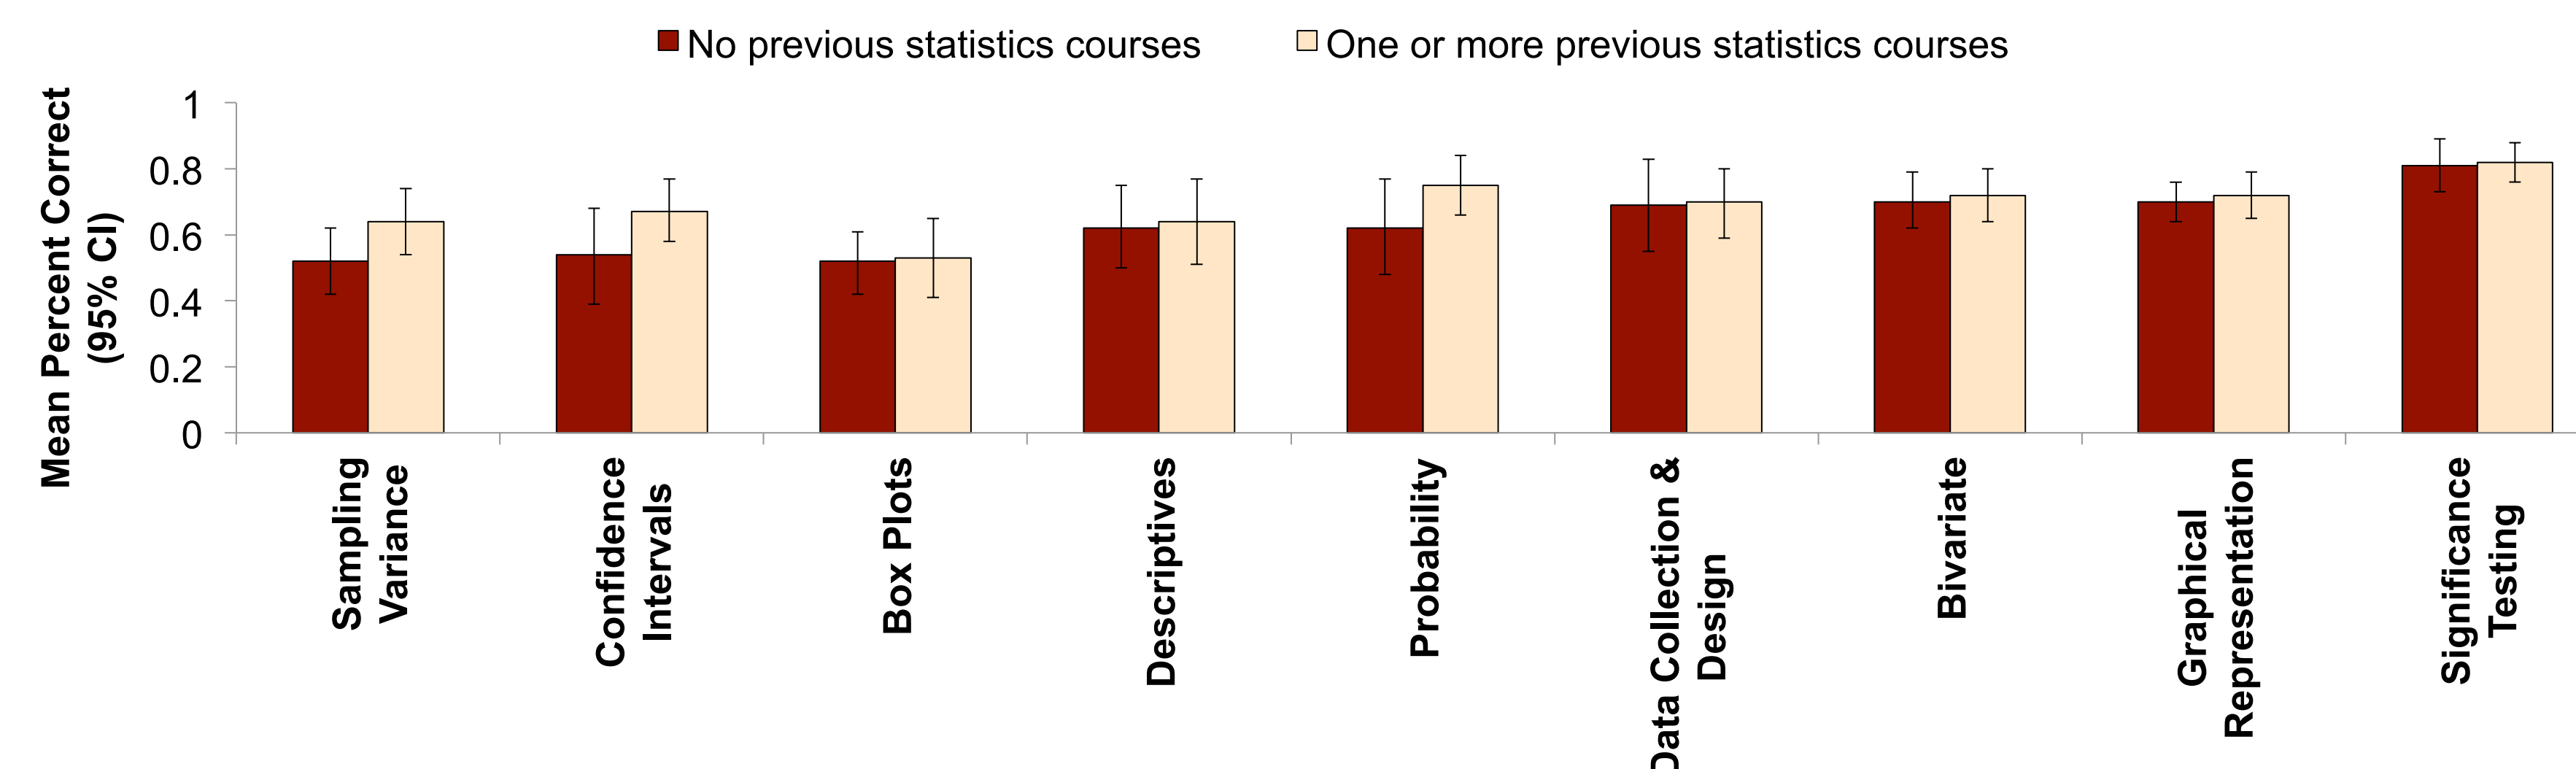 No previous statistics courses
One or more previous statistics courses
Mean Percent Correct
(95% CI)
1
0.8
0.6
0.4
0.2
0
Sampling
Variance
Confidence
Intervals
Box Plots
Descriptives
Probability
Data Collection &
Design
Bivariate
Graphical
Representation
Significance
Testing